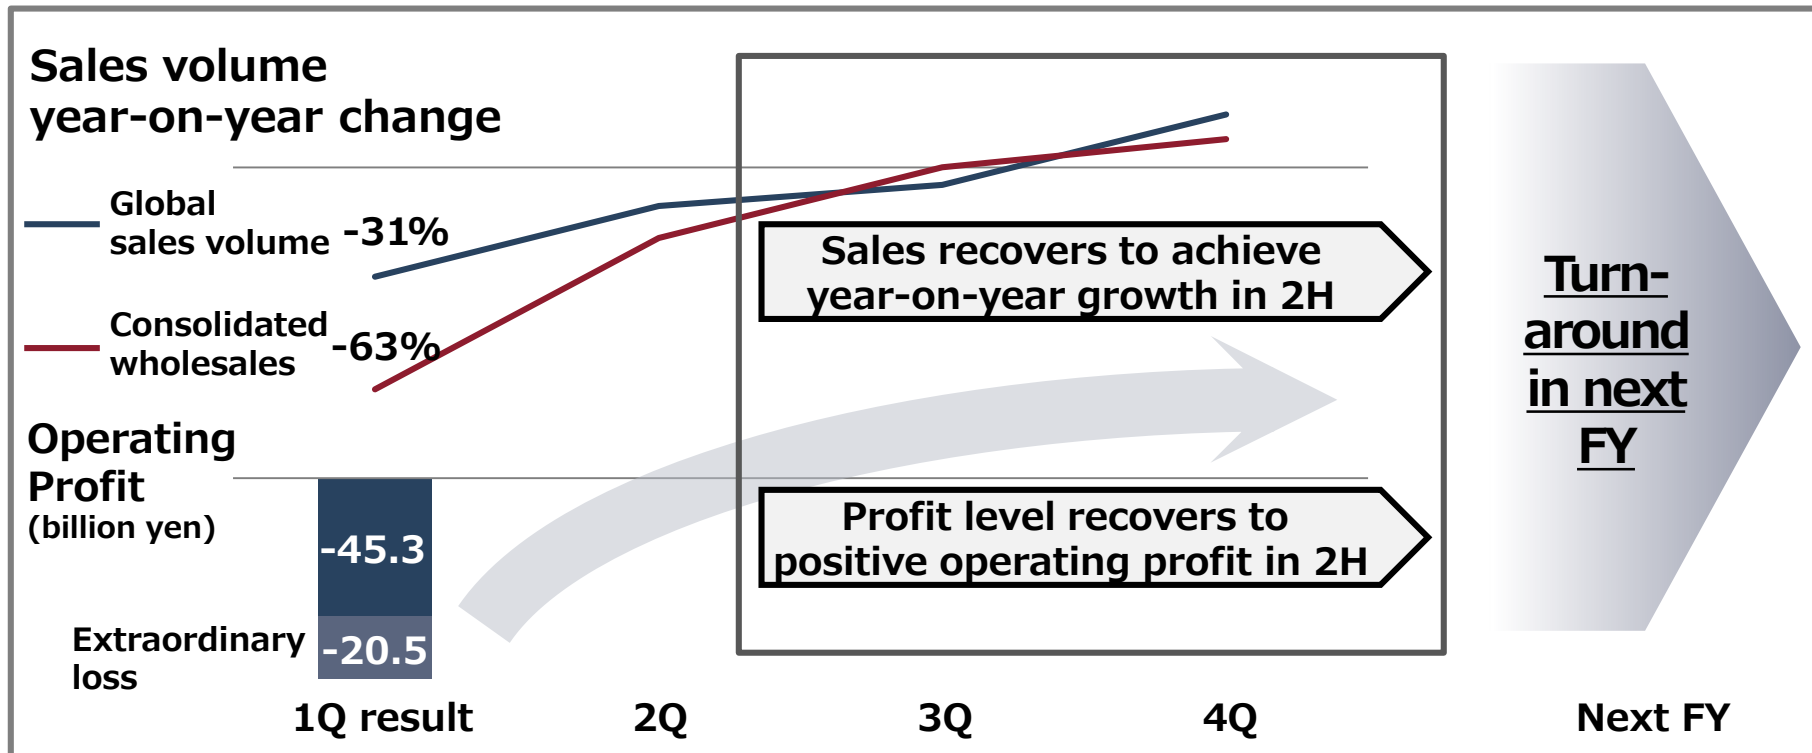 Sales volume
year-on-year change
Global
sales volume
-31%
Consolidated
wholesales
-63%
Sales recovers to achieve
year-on-year growth in 2H
Operating
Profit
(billion yen)
-45.3
Extraordinary
loss
-20.5
Profit level recovers to
positive operating profit in 2H
Turn-
around
in next
FY
1Q result
2Q
3Q
4Q
Next FY